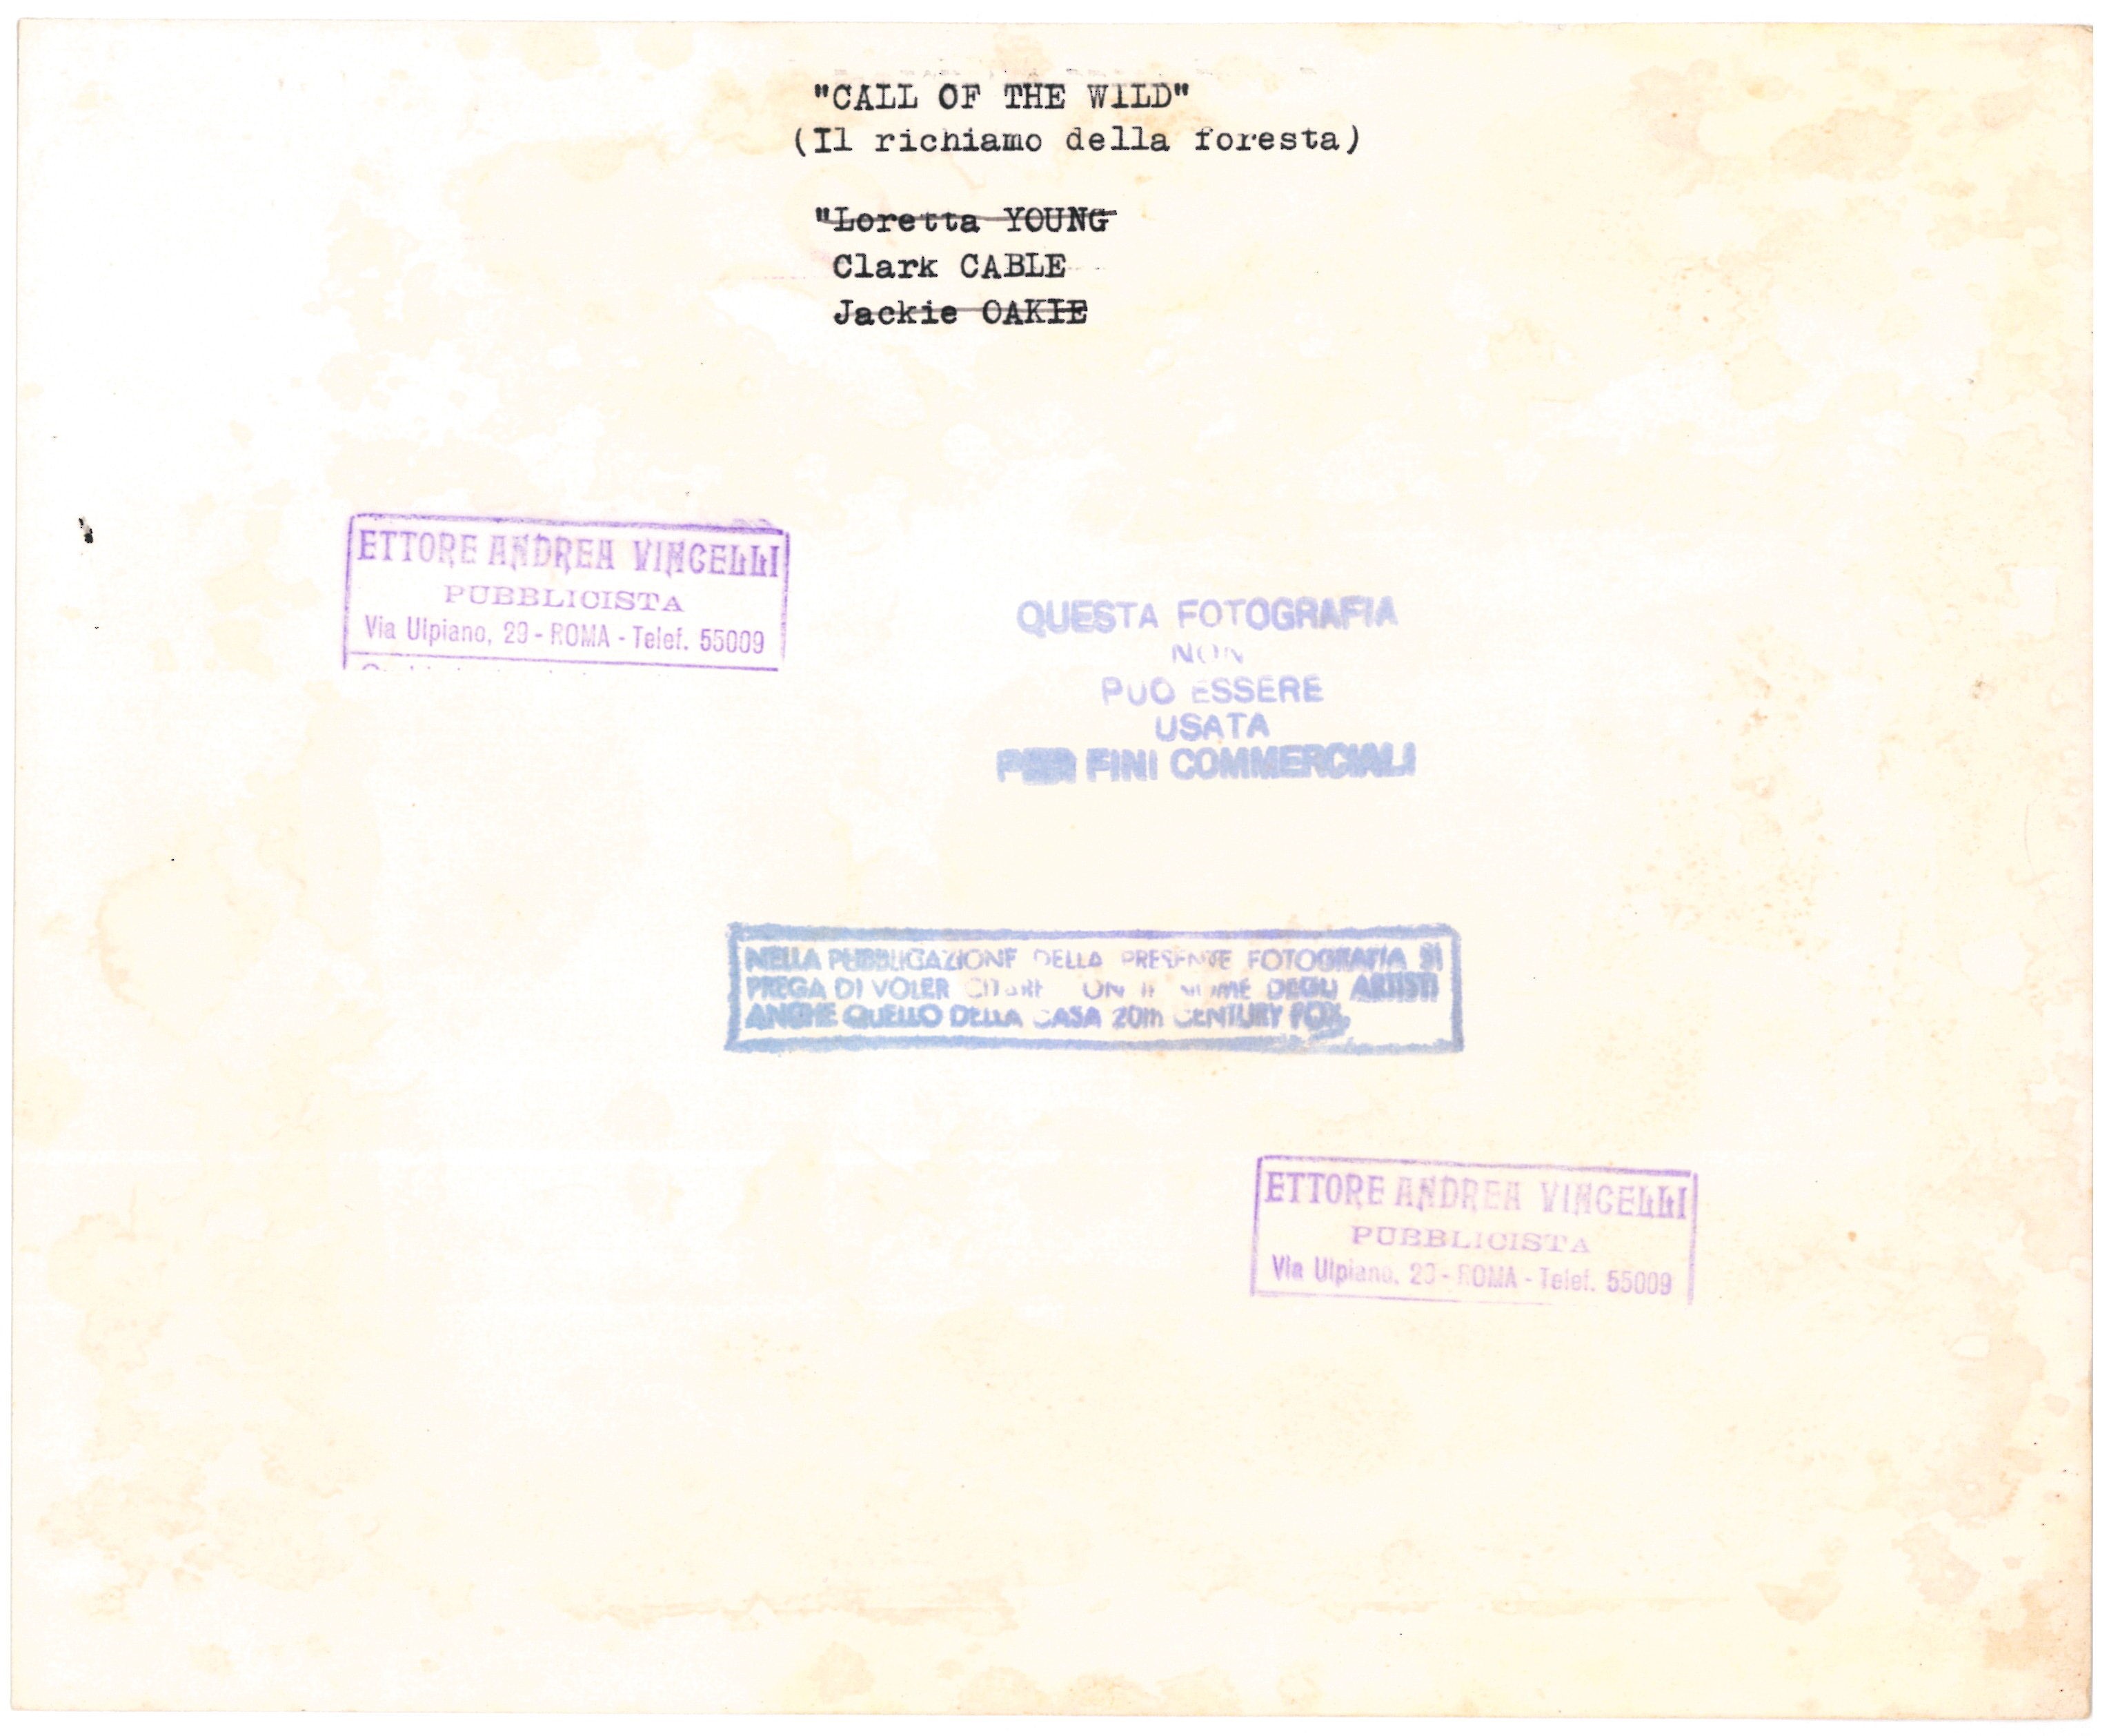 "CALL OF THE WILD"
(Il richiamo della foresta)
"Loretta YOUNG
Clark CABLE
Jackie OAKIE
ETTORE ANDREA VINCELLI
PUBBLICISTA
Via Ulpiano, 29 - ROMA - Telef. 55009
QUESTA FOTOGRAFIA
NON
PUO ESSERE
USATA
PER FINI COMMERCIALI
NELLA PUBBLICAZIONE DELLA PRESENTE FOTOGRAFIA SI
PREGA DI VOLER CITARE NOME DEGLI ARTISTI
ANCHE QUELLO DELLA CASA 20th CENTURY FOX.
ETTORE ANDREA VINCELLI
PUBBLICISTA
Via Ulpiano, 29 - ROMA - Telef. 55009